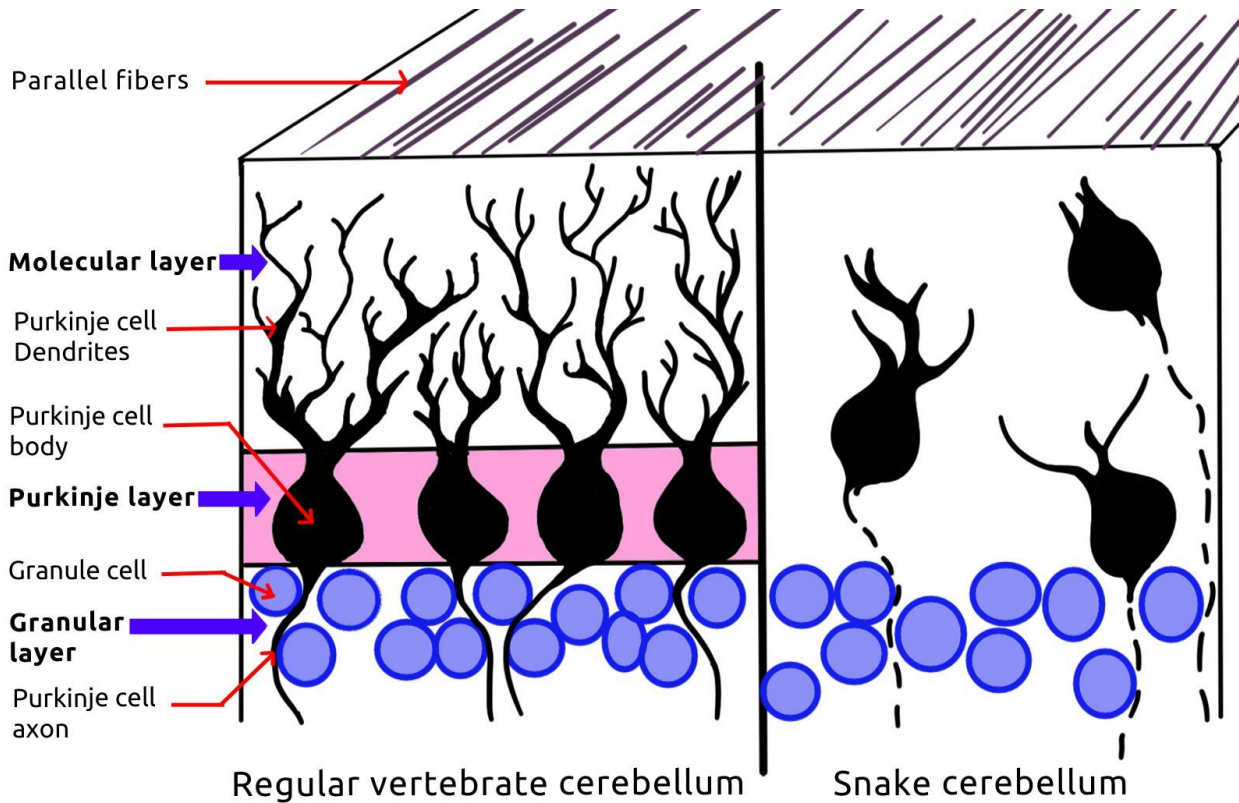 Parallel fibers
Molecular layer
Purkinje cell
Dendrites
Purkinje cell
body
Purkinje layer
Granule cell
Granular
layer
Purkinje cell
axon
Regular vertebrate cerebellum
Snake cerebellum